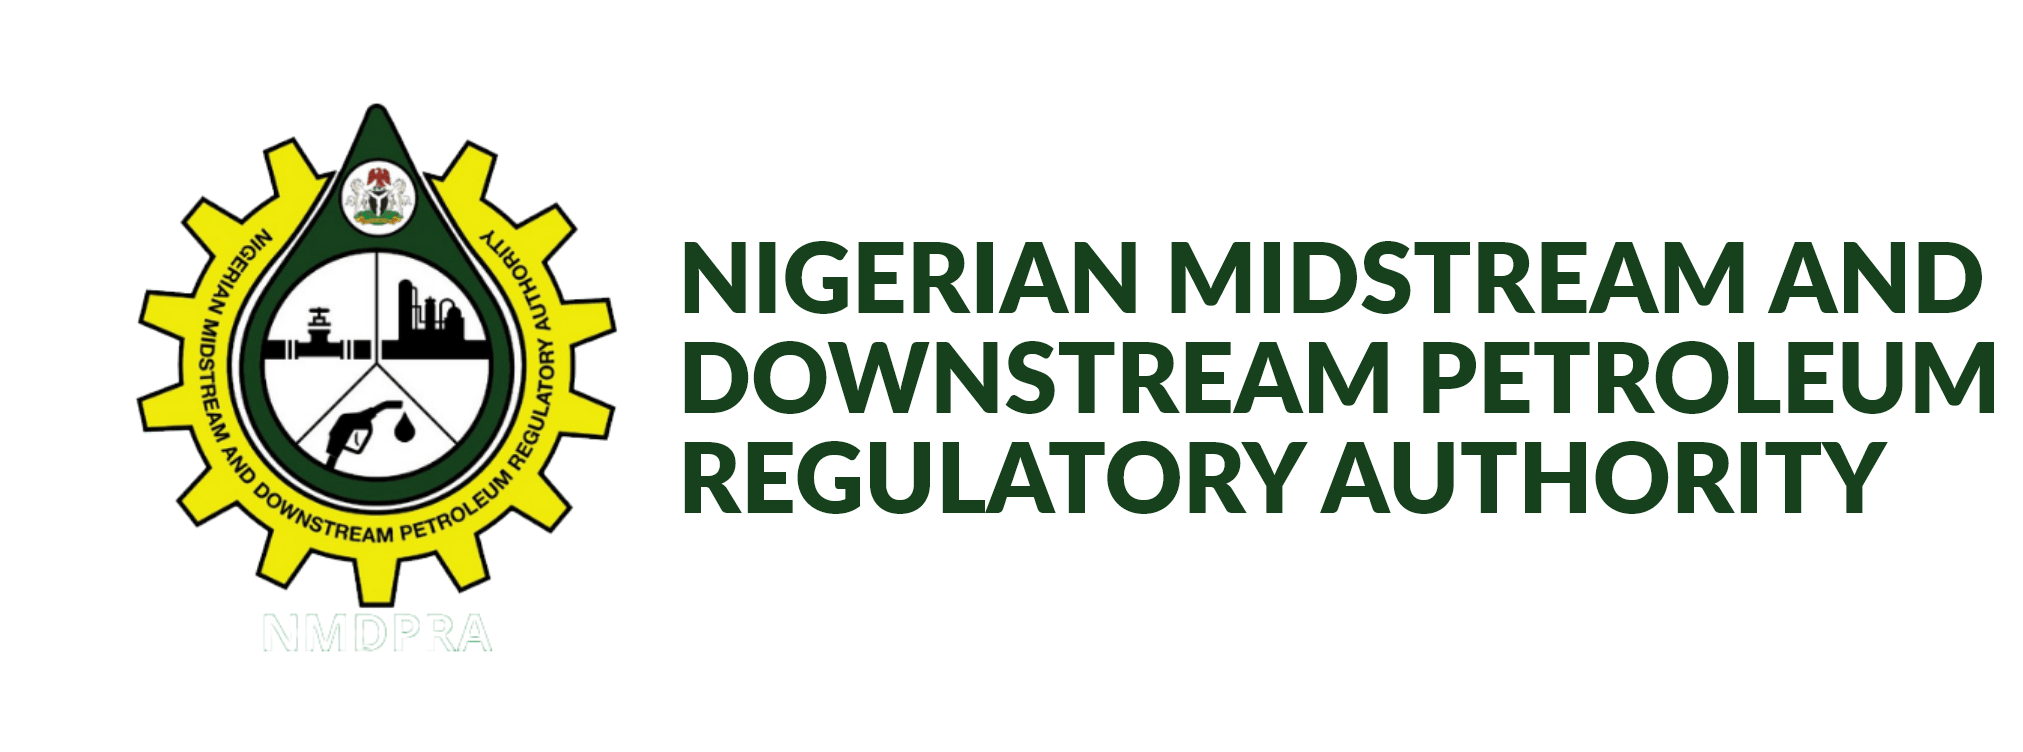 NIGERIAN MIDSTREAM AND DOWNSTREAM PETROLEUM REGULATORY AUTHORITY
NMDPRA
NIGERIAN MIDSTREAM AND
DOWNSTREAM PETROLEUM
REGULATORY AUTHORITY